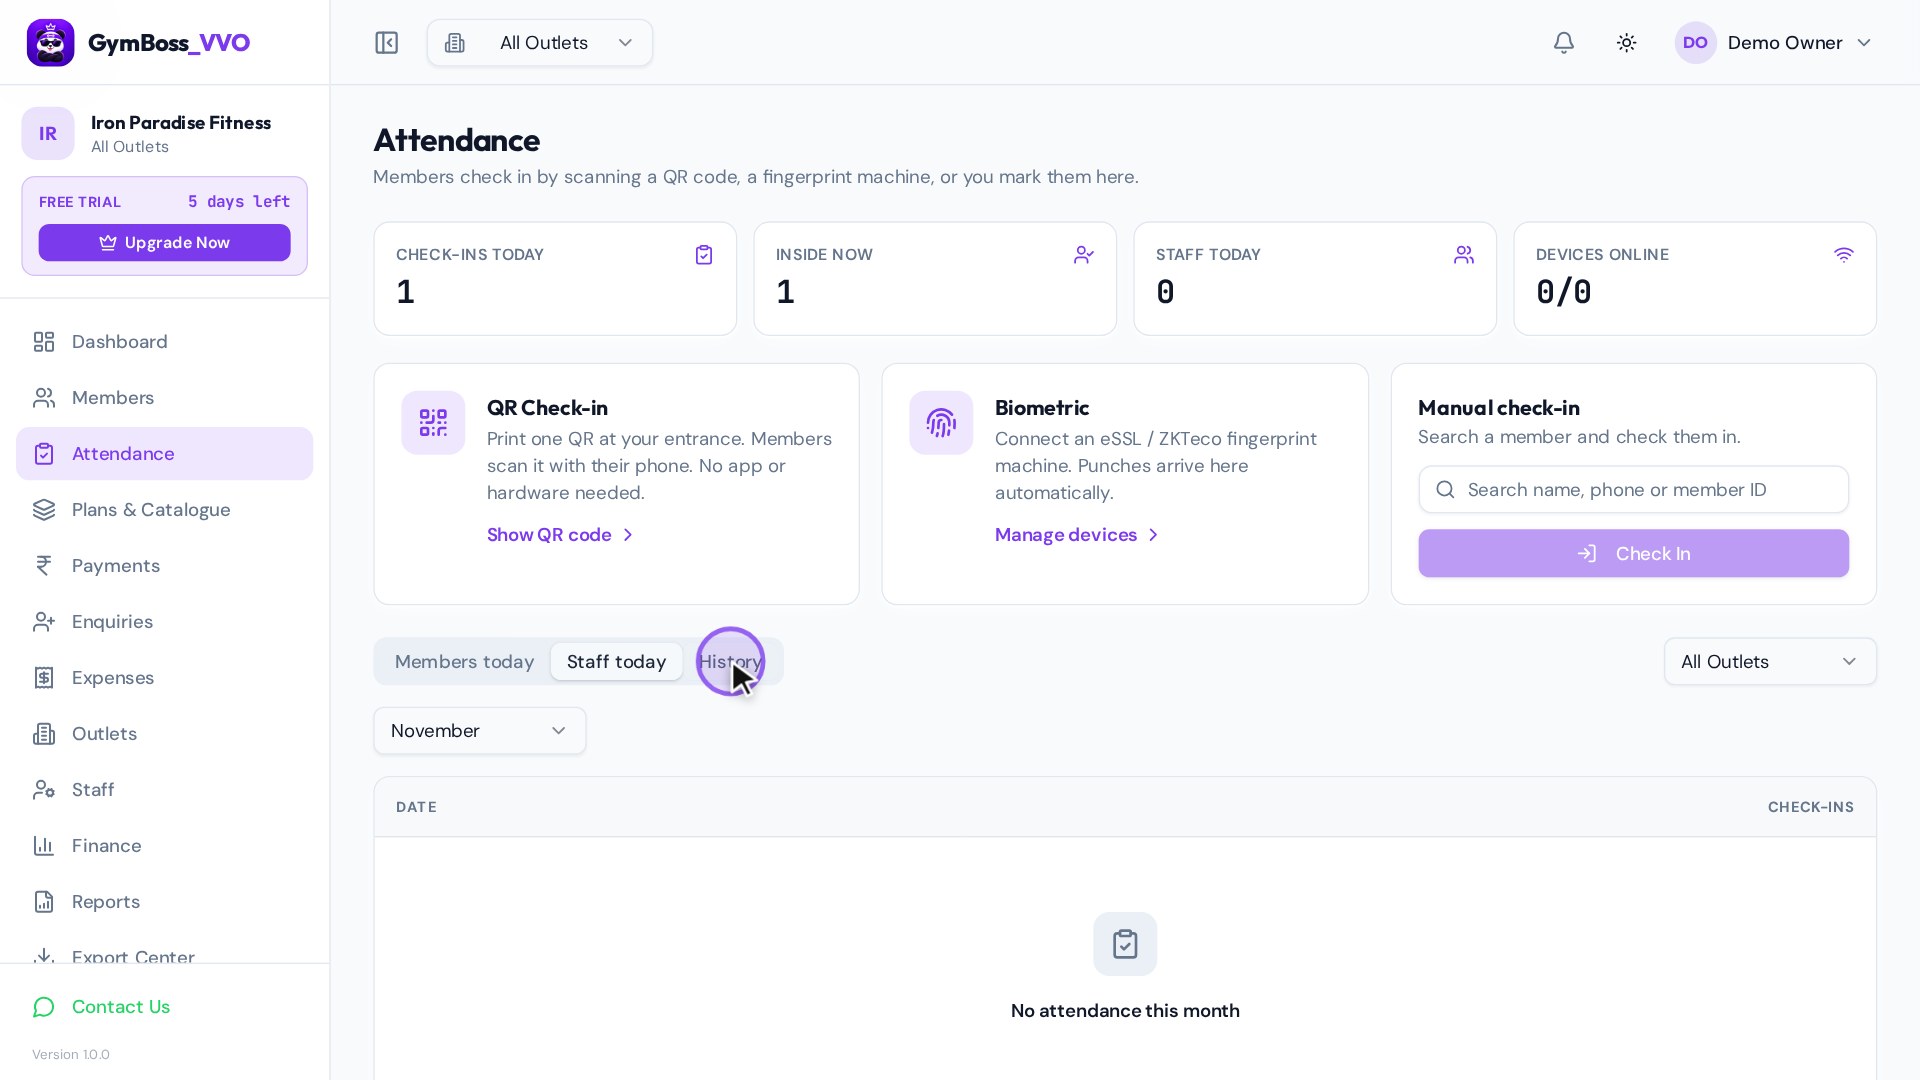 GymBoss_VVO
All Outlets
DO
Demo Owner
IR
Iron Paradise Fitness
All Outlets
FREE TRIAL
5 days left
Upgrade Now
Dashboard
Members
Attendance
Plans & Catalogue
Payments
Enquiries
Expenses
Outlets
Staff
Finance
Reports
Export Center
Contact Us
Version 1.0.0
Attendance
Members check in by scanning a QR code, a fingerprint machine, or you mark them here.
CHECK-INS TODAY
1
INSIDE NOW
1
STAFF TODAY
0
DEVICES ONLINE
0/0
QR Check-in
Print one QR at your entrance. Members
scan it with their phone. No app or
hardware needed.
Show QR code
Biometric
Connect an eSSL / ZKTeco fingerprint
machine. Punches arrive here
automatically.
Manage devices
Manual check-in
Search a member and check them in.
Search name, phone or member ID
Check In
Members today
Staff today
History
All Outlets
November
DATE
CHECK-INS
No attendance this month